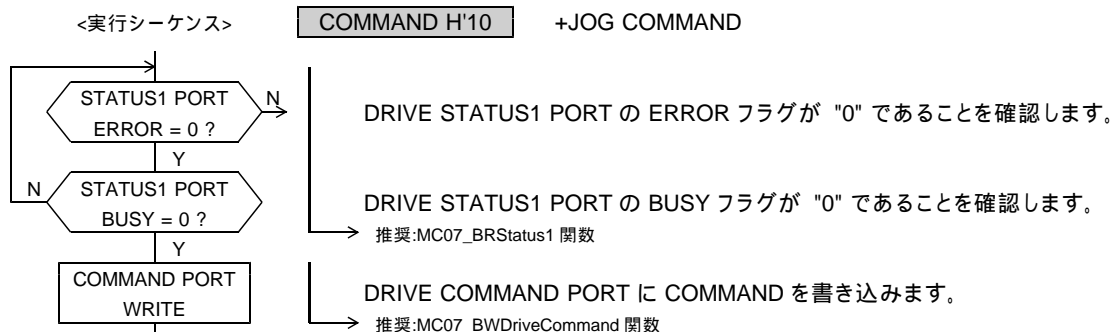 <実行シーケンス> COMMAND H'10 +JOG COMMAND
STATUS1 PORT
ERROR = 0 ?
N
DRIVE STATUS1 PORT の ERROR フラグが "0" であることを確認します。
Y
N
STATUS1 PORT
BUSY = 0 ?
DRIVE STATUS1 PORT の BUSY フラグが "0" であることを確認します。
推奨:MC07_BRStatus1 関数
Y
COMMAND PORT
WRITE
DRIVE COMMAND PORT に COMMAND を書き込みます。
推奨:MC07_BWDriveCommand 関数